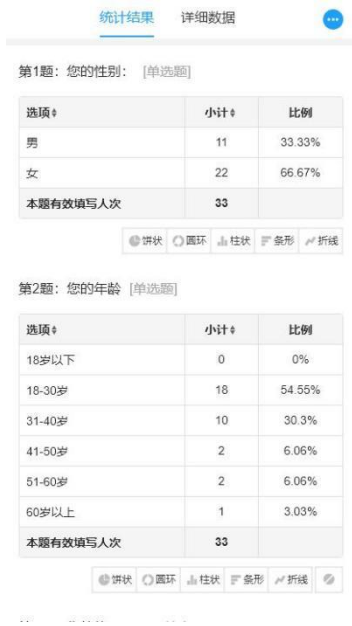 统计结果 详细数据
第1题：您的性别： [单选题]
选项 小计 比例
男 11 33.33%
女 22 66.67%
本题有效填写人次 33
饼状 圆环 柱状 条形 折线
第2题：您的年龄 [单选题]
选项 小计 比例
18岁以下 0 0%
18-30岁 18 54.55%
31-40岁 10 30.3%
41-50岁 2 6.06%
51-60岁 2 6.06%
60岁以上 1 3.03%
本题有效填写人次 33
饼状 圆环 柱状 条形 折线